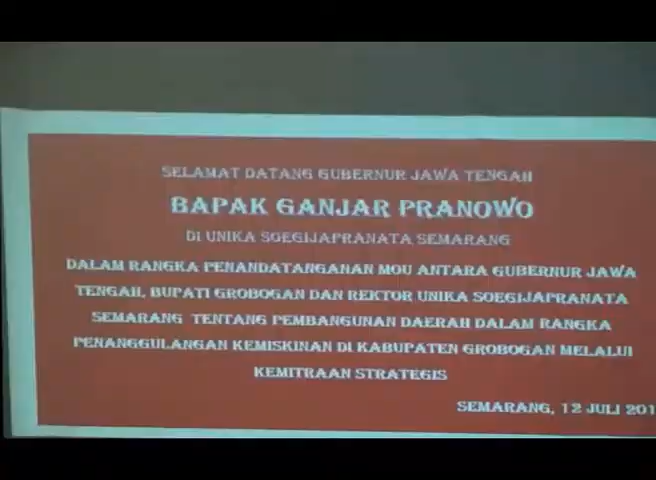 SELAMAT DATANG GUBERNUR JAWA TENGAH
BAPAK GANJAR PRANOWO
DI UNIKA SOEGIJAPRANATA SEMARANG
DALAM RANGKA PENANDATANGANAN MOU ANTARA GUBERNUR JAWA
TENGAH, BUPATI GROBOGAN DAN REKTOR UNIKA SOEGIJAPRANATA
SEMARANG TENTANG PEMBANGUNAN DAERAH DALAM RANGKA
PENANGGULANGAN KEMISKINAN DI KABUPATEN GROBOGAN MELALUI
KEMITRAAN STRATEGIS
SEMARANG, 12 JULI 201